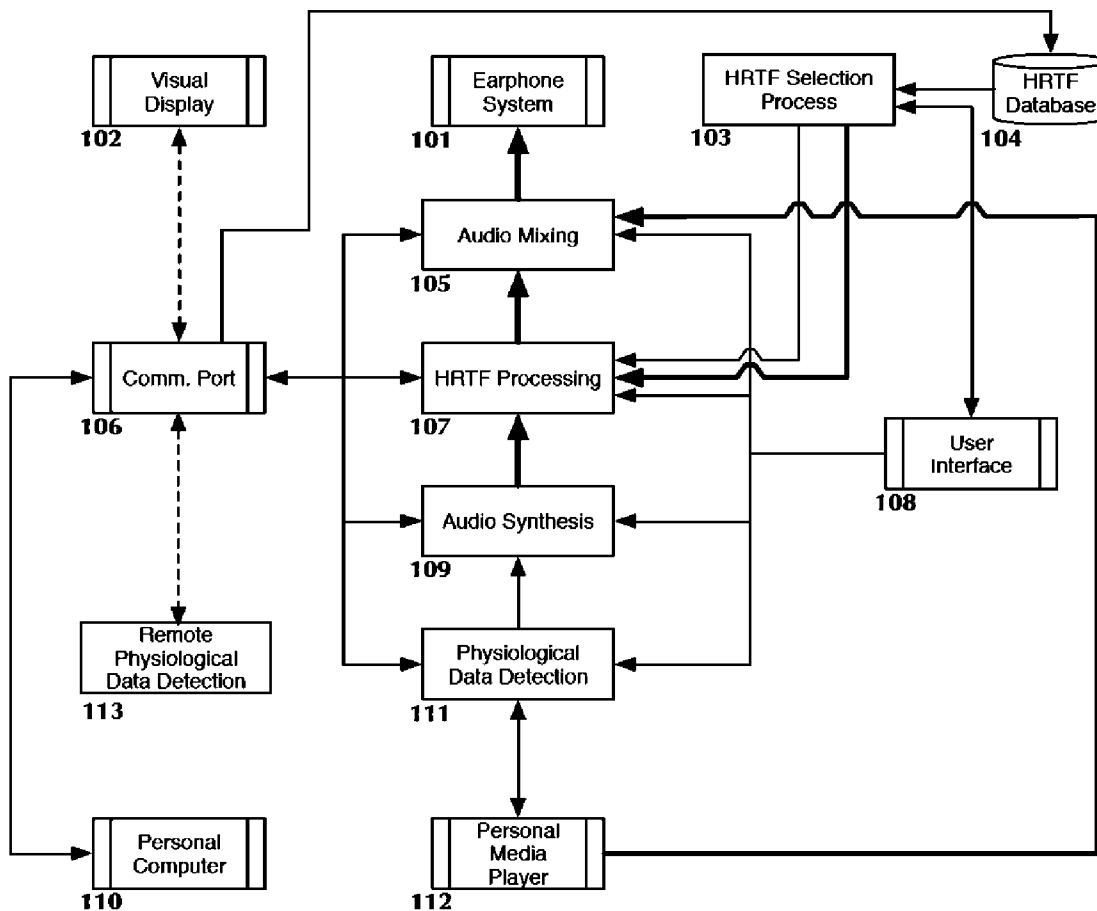 Visual
Display
102
Earphone
System
101
HRTF Selection
Process
103
HRTF
Database
104
Audio Mixing
105
Comm. Port
106
HRTF Processing
107
User
Interface
108
Audio Synthesis
109
Remote
Physiological
Data Detection
113
Physiological
Data Detection
111
Personal
Computer
110
Personal
Media
Player
112